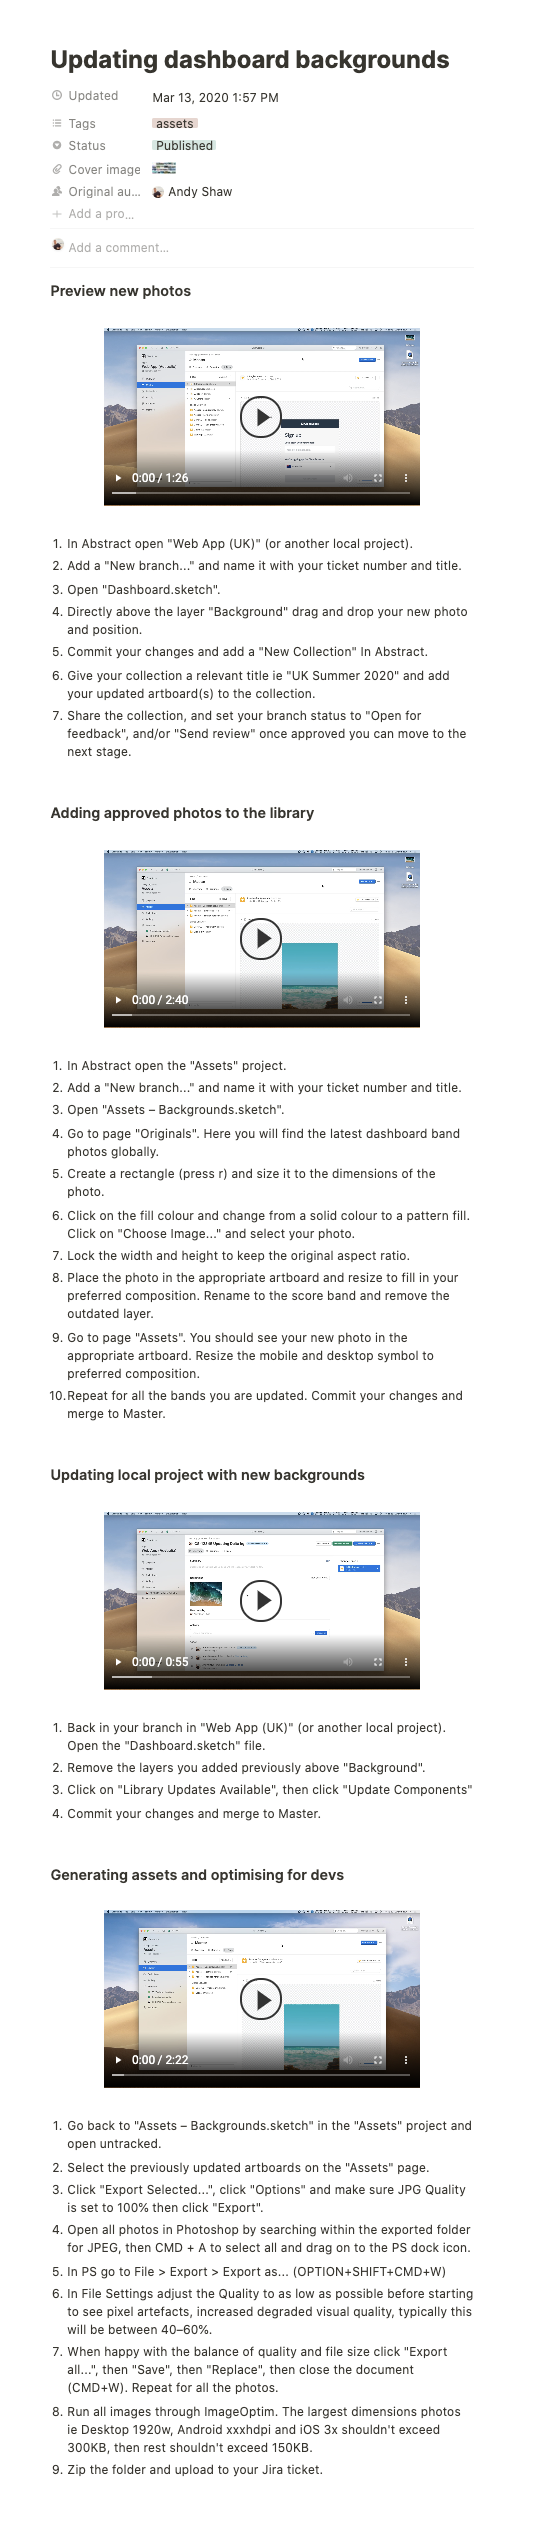 Updating dashboard backgrounds
Updated
Mar 13, 2020 1:57 PM
Tags
assets
Status
Published
Cover image
Original au...
Andy Shaw
Add a pro...
Add a comment...
Preview new photos
Sign up
0:00 / 1:26
1. In Abstract open "Web App (UK)" (or another local project).
2. Add a "New branch..." and name it with your ticket number and title.
3. Open "Dashboard.sketch".
4. Directly above the layer "Background" drag and drop your new photo
and position.
5. Commit your changes and add a "New Collection" In Abstract.
6. Give your collection a relevant title ie "UK Summer 2020" and add
your updated artboard(s) to the collection.
7. Share the collection, and set your branch status to "Open for
feedback", and/or "Send review" once approved you can move to the
next stage.
Adding approved photos to the library
0:00 / 2:40
1. In Abstract open the "Assets" project.
2. Add a "New branch..." and name it with your ticket number and title.
3. Open "Assets – Backgrounds.sketch".
4. Go to page "Originals". Here you will find the latest dashboard band
photos globally.
5. Create a rectangle (press r) and size it to the dimensions of the
photo.
6. Click on the fill colour and change from a solid colour to a pattern fill.
Click on "Choose Image..." and select your photo.
7. Lock the width and height to keep the original aspect ratio.
8. Place the photo in the appropriate artboard and resize to fill in your
preferred composition. Rename to the score band and remove the
outdated layer.
9. Go to page "Assets". You should see your new photo in the
appropriate artboard. Resize the mobile and desktop symbol to
preferred composition.
10. Repeat for all the bands you are updated. Commit your changes and
merge to Master.
Updating local project with new backgrounds
0:00 / 0:55
1. Back in your branch in "Web App (UK)" (or another local project).
Open the "Dashboard.sketch" file.
2. Remove the layers you added previously above "Background".
3. Click on "Library Updates Available", then click "Update Components"
4. Commit your changes and merge to Master.
Generating assets and optimising for devs
0:00 / 2:22
1. Go back to "Assets – Backgrounds.sketch" in the "Assets" project and
open untracked.
2. Select the previously updated artboards on the "Assets" page.
3. Click "Export Selected...", click "Options" and make sure JPG Quality
is set to 100% then click "Export".
4. Open all photos in Photoshop by searching within the exported folder
for JPEG, then CMD + A to select all and drag on to the PS dock icon.
5. In PS go to File > Export > Export as... (OPTION+SHIFT+CMD+W)
6. In File Settings adjust the Quality to as low as possible before starting
to see pixel artefacts, increased degraded visual quality, typically this
will be between 40–60%.
7. When happy with the balance of quality and file size click "Export
all...", then "Save", then "Replace", then close the document
(CMD+W). Repeat for all the photos.
8. Run all images through ImageOptim. The largest dimensions photos
ie Desktop 1920w, Android xxxhdpi and iOS 3x shouldn't exceed
300KB, then rest shouldn't exceed 150KB.
9. Zip the folder and upload to your Jira ticket.